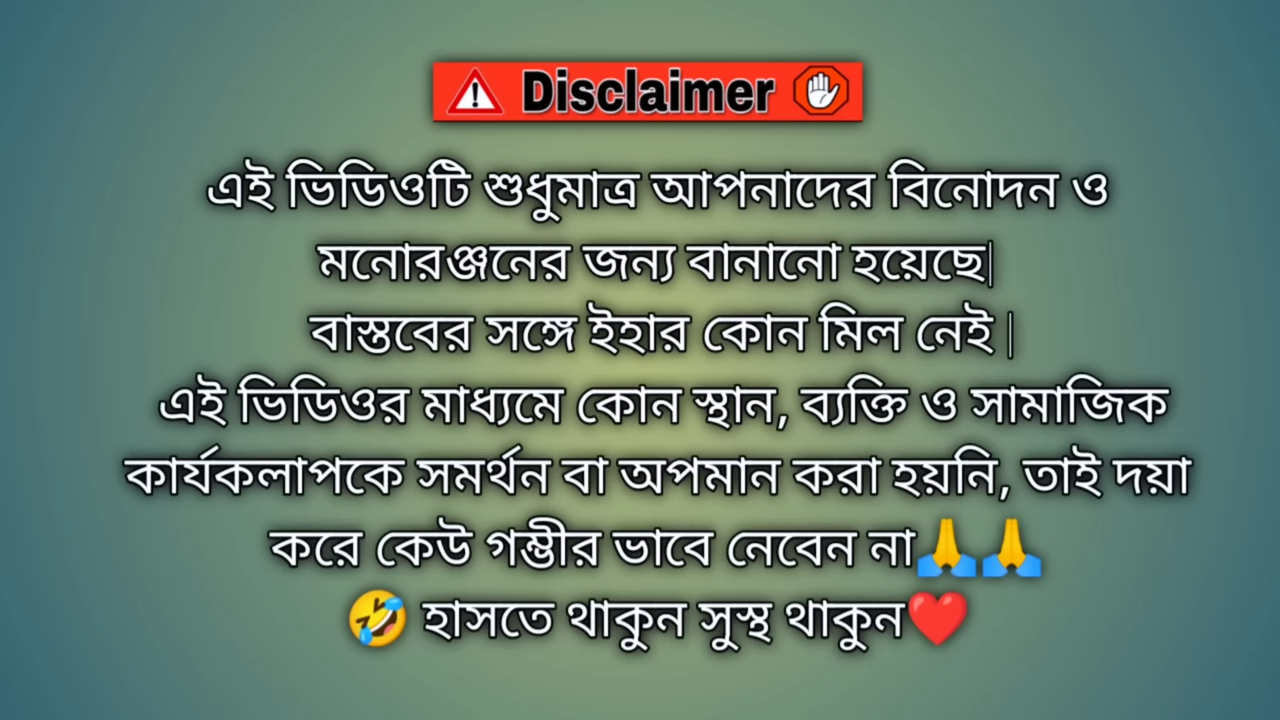 ⚠ Disclaimer ✋
এই ভিডিওটি শুধুমাত্র আপনাদের বিনোদন ও
মনোরঞ্জনের জন্য বানানো হয়েছে|
বাস্তবের সঙ্গে ইহার কোন মিল নেই |
এই ভিডিওর মাধ্যমে কোন স্থান, ব্যক্তি ও সামাজিক
কার্যকলাপকে সমর্থন বা অপমান করা হয়নি, তাই দয়া
করে কেউ গম্ভীর ভাবে নেবেন না🙏🙏
🤣 হাসতে থাকুন সুস্থ থাকুন❤️